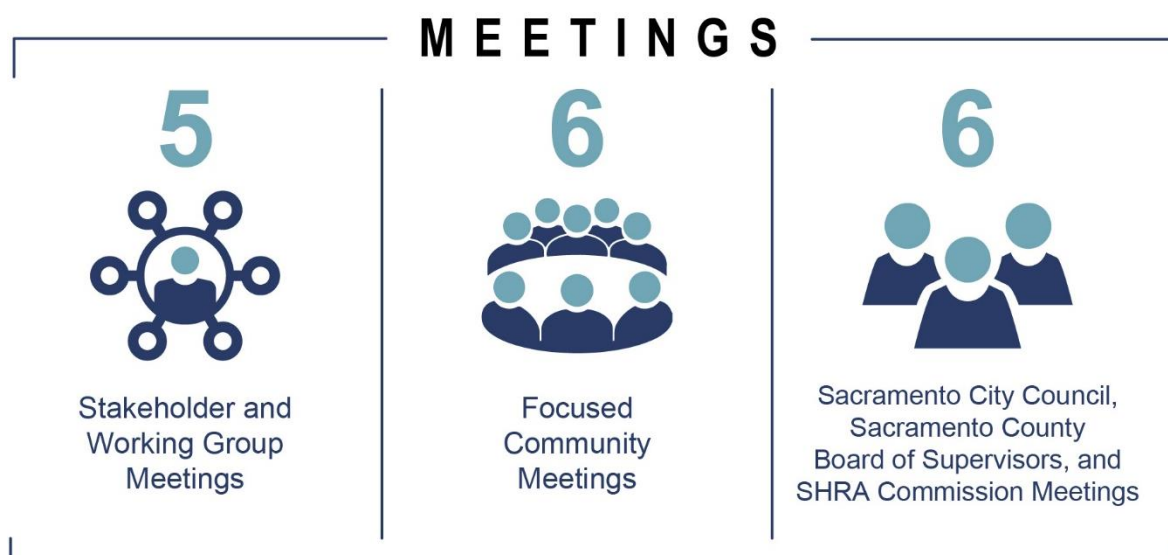 MEETINGS
5
Stakeholder and
Working Group
Meetings
6
Focused
Community
Meetings
6
Sacramento City Council,
Sacramento County
Board of Supervisors, and
SHRA Commission Meetings